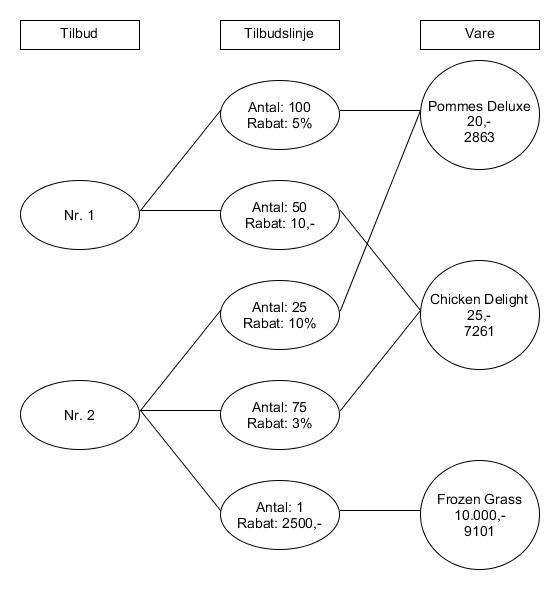 Tilbud
Tilbudslinje
Vare
Antal: 100
Rabat: 5%
Pommes Deluxe
20,-
2863
Nr. 1
Antal: 50
Rabat: 10,-
Antal: 25
Rabat: 10%
Chicken Delight
25,-
7261
Nr. 2
Antal: 75
Rabat: 3%
Antal: 1
Rabat: 2500,-
Frozen Grass
10.000,-
9101